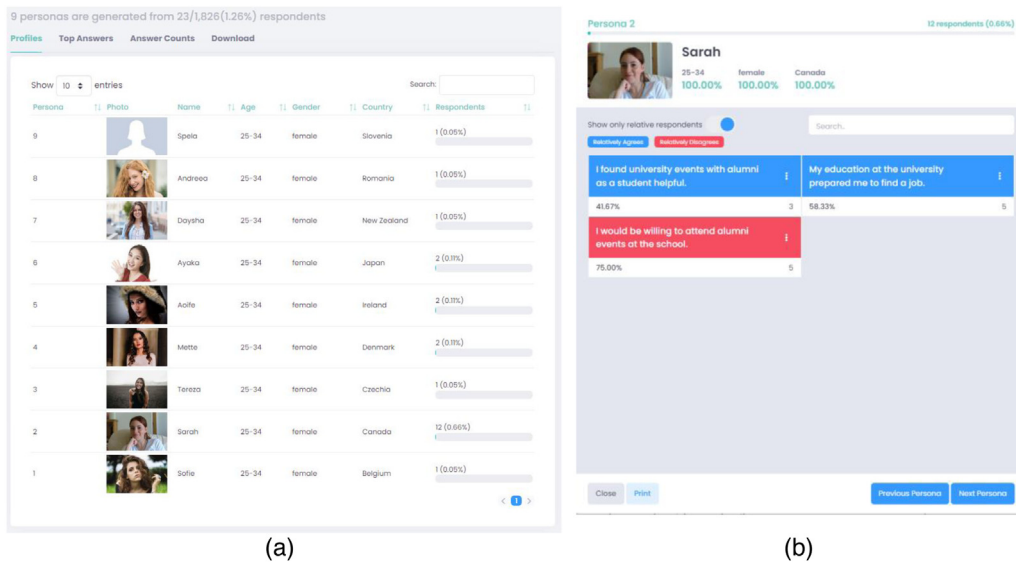 9 personas are generated from 23/1,826(1.26%) respondents
Profiles Top Answers Answer Counts Download
Show 10 entries Search:
Persona Photo Name Age Gender Country Respondents
9 Spela 25-34 female Slovenia 1 (0.05%)
8 Andreea 25-34 female Romania 1 (0.05%)
7 Daysha 25-34 female New Zealand 1 (0.05%)
6 Ayaka 25-34 female Japan 2 (0.11%)
5 Aoife 25-34 female Ireland 2 (0.11%)
4 Mette 25-34 female Denmark 2 (0.11%)
3 Tereza 25-34 female Czechia 1 (0.05%)
2 Sarah 25-34 female Canada 12 (0.66%)
1 Sofie 25-34 female Belgium 1 (0.05%)
< 1 >
(a)
Persona 2 12 respondents (0.66%)
Sarah
25-34 female Canada
100.00% 100.00% 100.00%
Show only relative respondents Search..
Relatively Agrees Relatively Disagrees
I found university events with alumni
as a student helpful.
41.67% 3
My education at the university
prepared me to find a job.
58.33% 5
I would be willing to attend alumni
events at the school.
75.00% 5
Close Print Previous Persona Next Persona
(b)